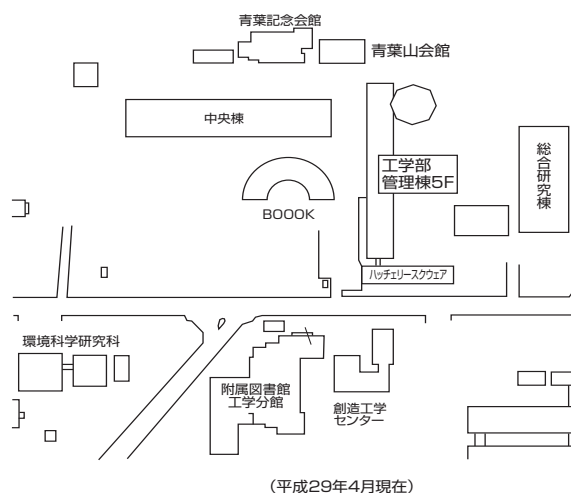 青葉記念会館
青葉山会館
中央棟
工学部
管理棟5F
総合研究棟
BOOOK
ハッチェリースクウェア
環境科学研究科
附属図書館
工学分館
創造工学
センター
(平成29年4月現在)